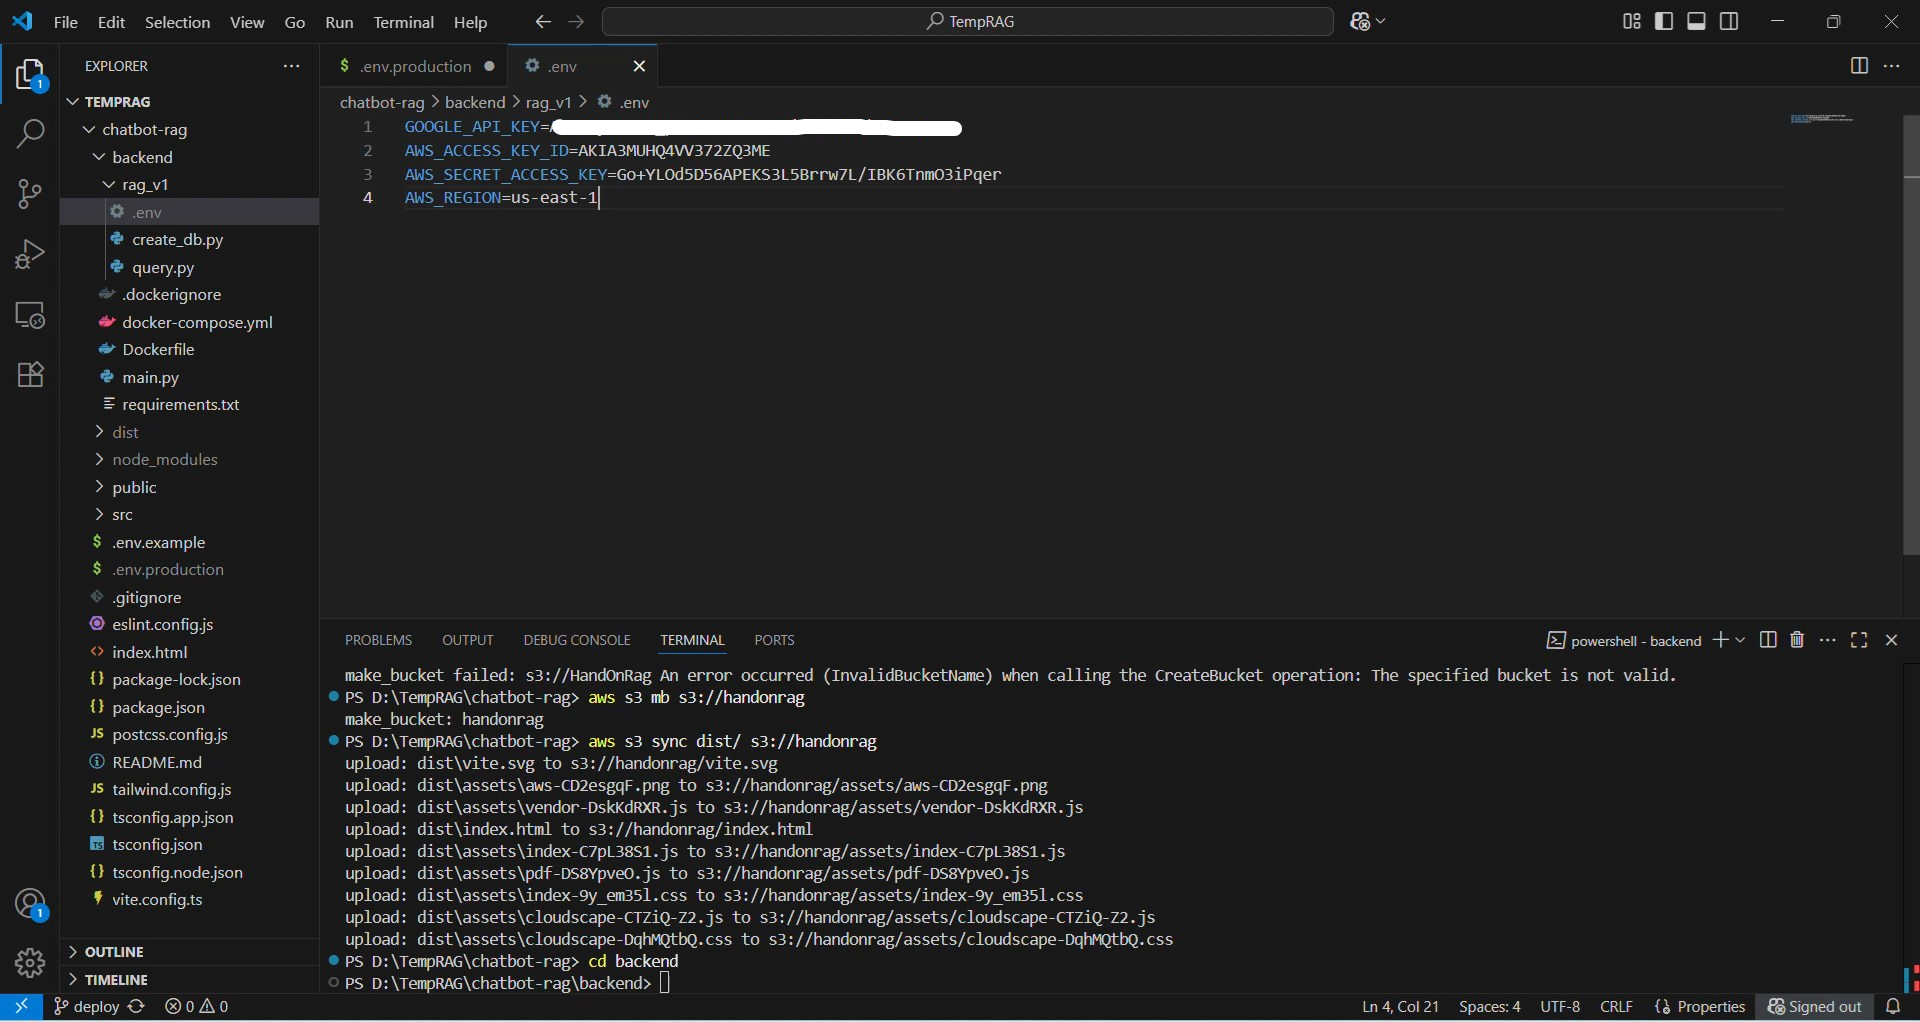 File Edit Selection View Go Run Terminal Help
TempRAG
EXPLORER
TEMPRAG
chatbot-rag
backend
rag_v1
.env
create_db.py
query.py
.dockerignore
docker-compose.yml
Dockerfile
main.py
requirements.txt
dist
node_modules
public
src
.env.example
.env.production
.gitignore
eslint.config.js
index.html
package-lock.json
package.json
postcss.config.js
README.md
tailwind.config.js
tsconfig.app.json
tsconfig.json
tsconfig.node.json
vite.config.ts
OUTLINE
TIMELINE
.env.production .env
chatbot-rag > backend > rag_v1 > .env
1 GOOGLE_API_KEY=
2 AWS_ACCESS_KEY_ID=AKIA3MUHQ4VV372ZQ3ME
3 AWS_SECRET_ACCESS_KEY=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
4 AWS_REGION=us-east-1
PROBLEMS OUTPUT DEBUG CONSOLE TERMINAL PORTS
powershell - backend
make_bucket failed: s3://HandOnRag An error occurred (InvalidBucketName) when calling the CreateBucket operation: The specified bucket is not valid.
PS D:\TempRAG\chatbot-rag> aws s3 mb s3://handonrag
make_bucket: handonrag
PS D:\TempRAG\chatbot-rag> aws s3 sync dist/ s3://handonrag
upload: dist\vite.svg to s3://handonrag/vite.svg
upload: dist\assets\aws-CD2esgqF.png to s3://handonrag/assets/aws-CD2esgqF.png
upload: dist\assets\vendor-DskKdRXR.js to s3://handonrag/assets/vendor-DskKdRXR.js
upload: dist\index.html to s3://handonrag/index.html
upload: dist\assets\index-C7pL38S1.js to s3://handonrag/assets/index-C7pL38S1.js
upload: dist\assets\pdf-DS8YpveO.js to s3://handonrag/assets/pdf-DS8YpveO.js
upload: dist\assets\index-9y_em35l.css to s3://handonrag/assets/index-9y_em35l.css
upload: dist\assets\cloudscape-CTZiQ-Z2.js to s3://handonrag/assets/cloudscape-CTZiQ-Z2.js
upload: dist\assets\cloudscape-DqhMQtbQ.css to s3://handonrag/assets/cloudscape-DqhMQtbQ.css
PS D:\TempRAG\chatbot-rag> cd backend
PS D:\TempRAG\chatbot-rag\backend>
deploy 0 0 Ln 4, Col 21 Spaces: 4 UTF-8 CRLF Properties Signed out